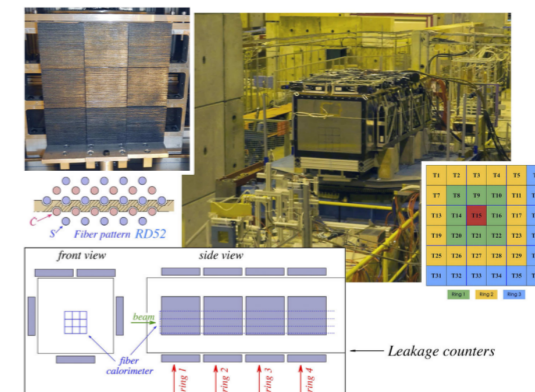 T1 T2 T3 T4 T5
T7 T8 T9 T10 T11
T13 T14 T15 T16 T17
T19 T20 T21 T22 T23
T25 T26 T27 T28 T29
T31 T32 T33 T34 T35
Ring 1 Ring 2 Ring 3
C
S
Fiber pattern RD52
front view
side view
beam
fiber
calorimeter
Leakage counters
ring 1
ring 2
ring 3
ring 4